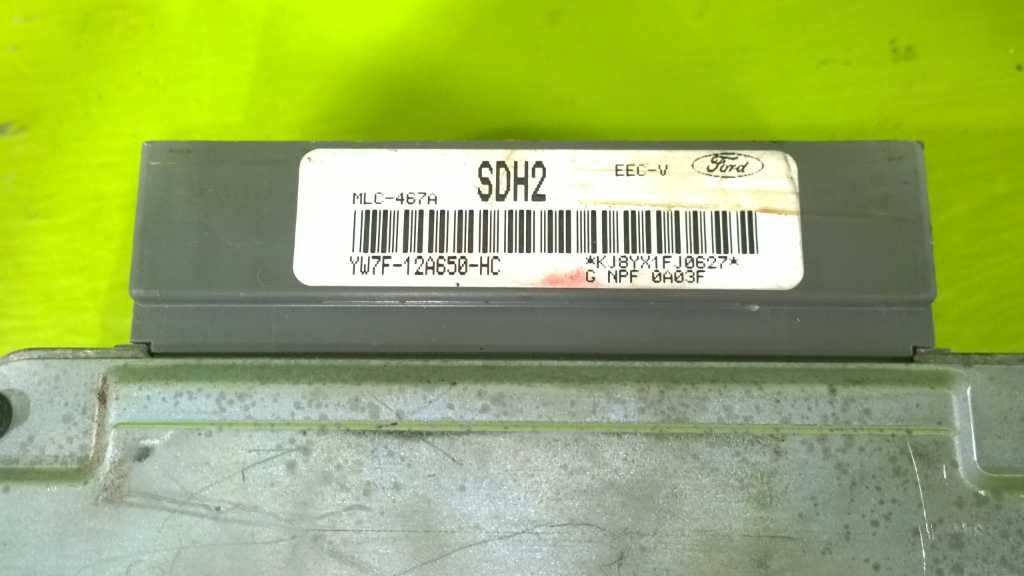 SDH2 EEC-V Ford
MLC-467A
YW7F-12A650-HC *KJ8YX1FJ0627*
G NPF 0A03F